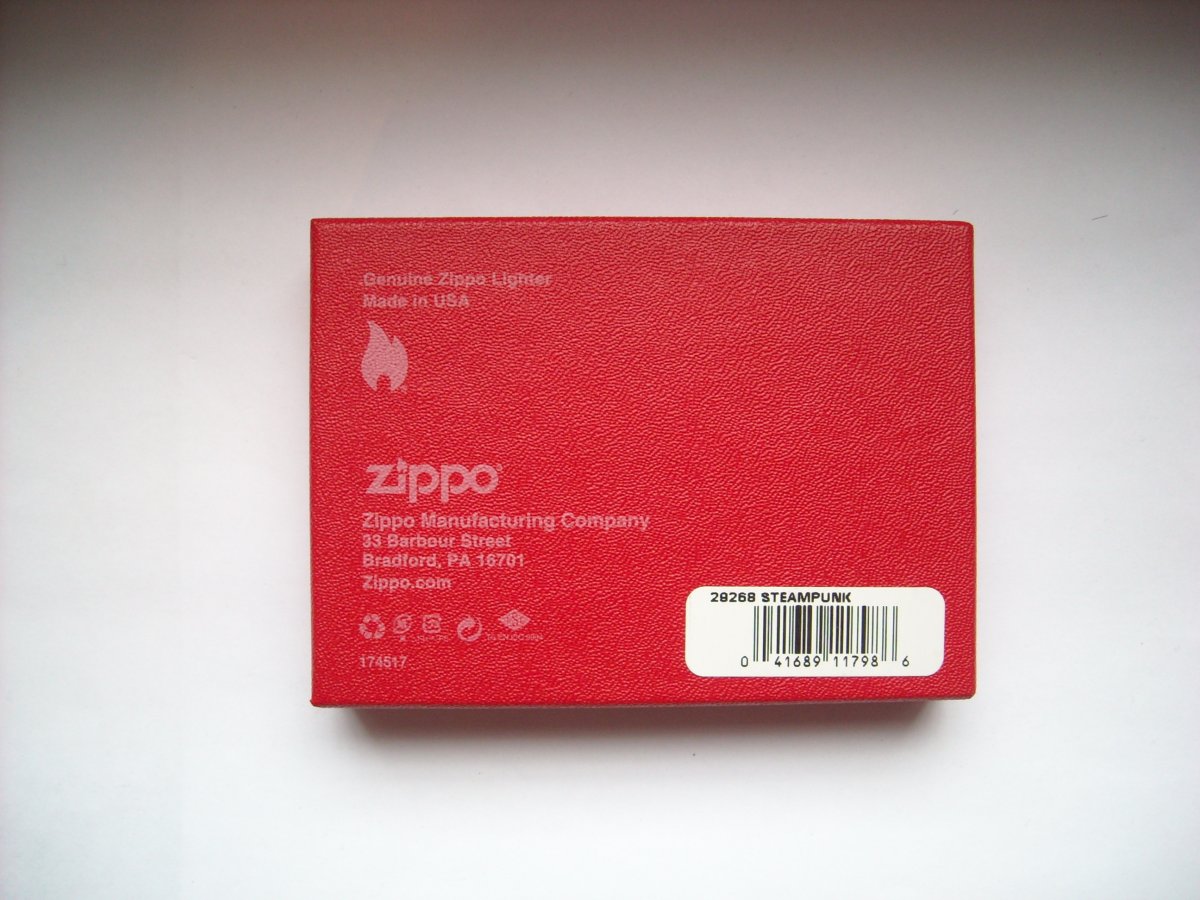 Genuine Zippo Lighter
Made in USA
zippo
Zippo Manufacturing Company
33 Barbour Street
Bradford, PA 16701
Zippo.com
174517
29268 STEAMPUNK
0 41689 11798 6